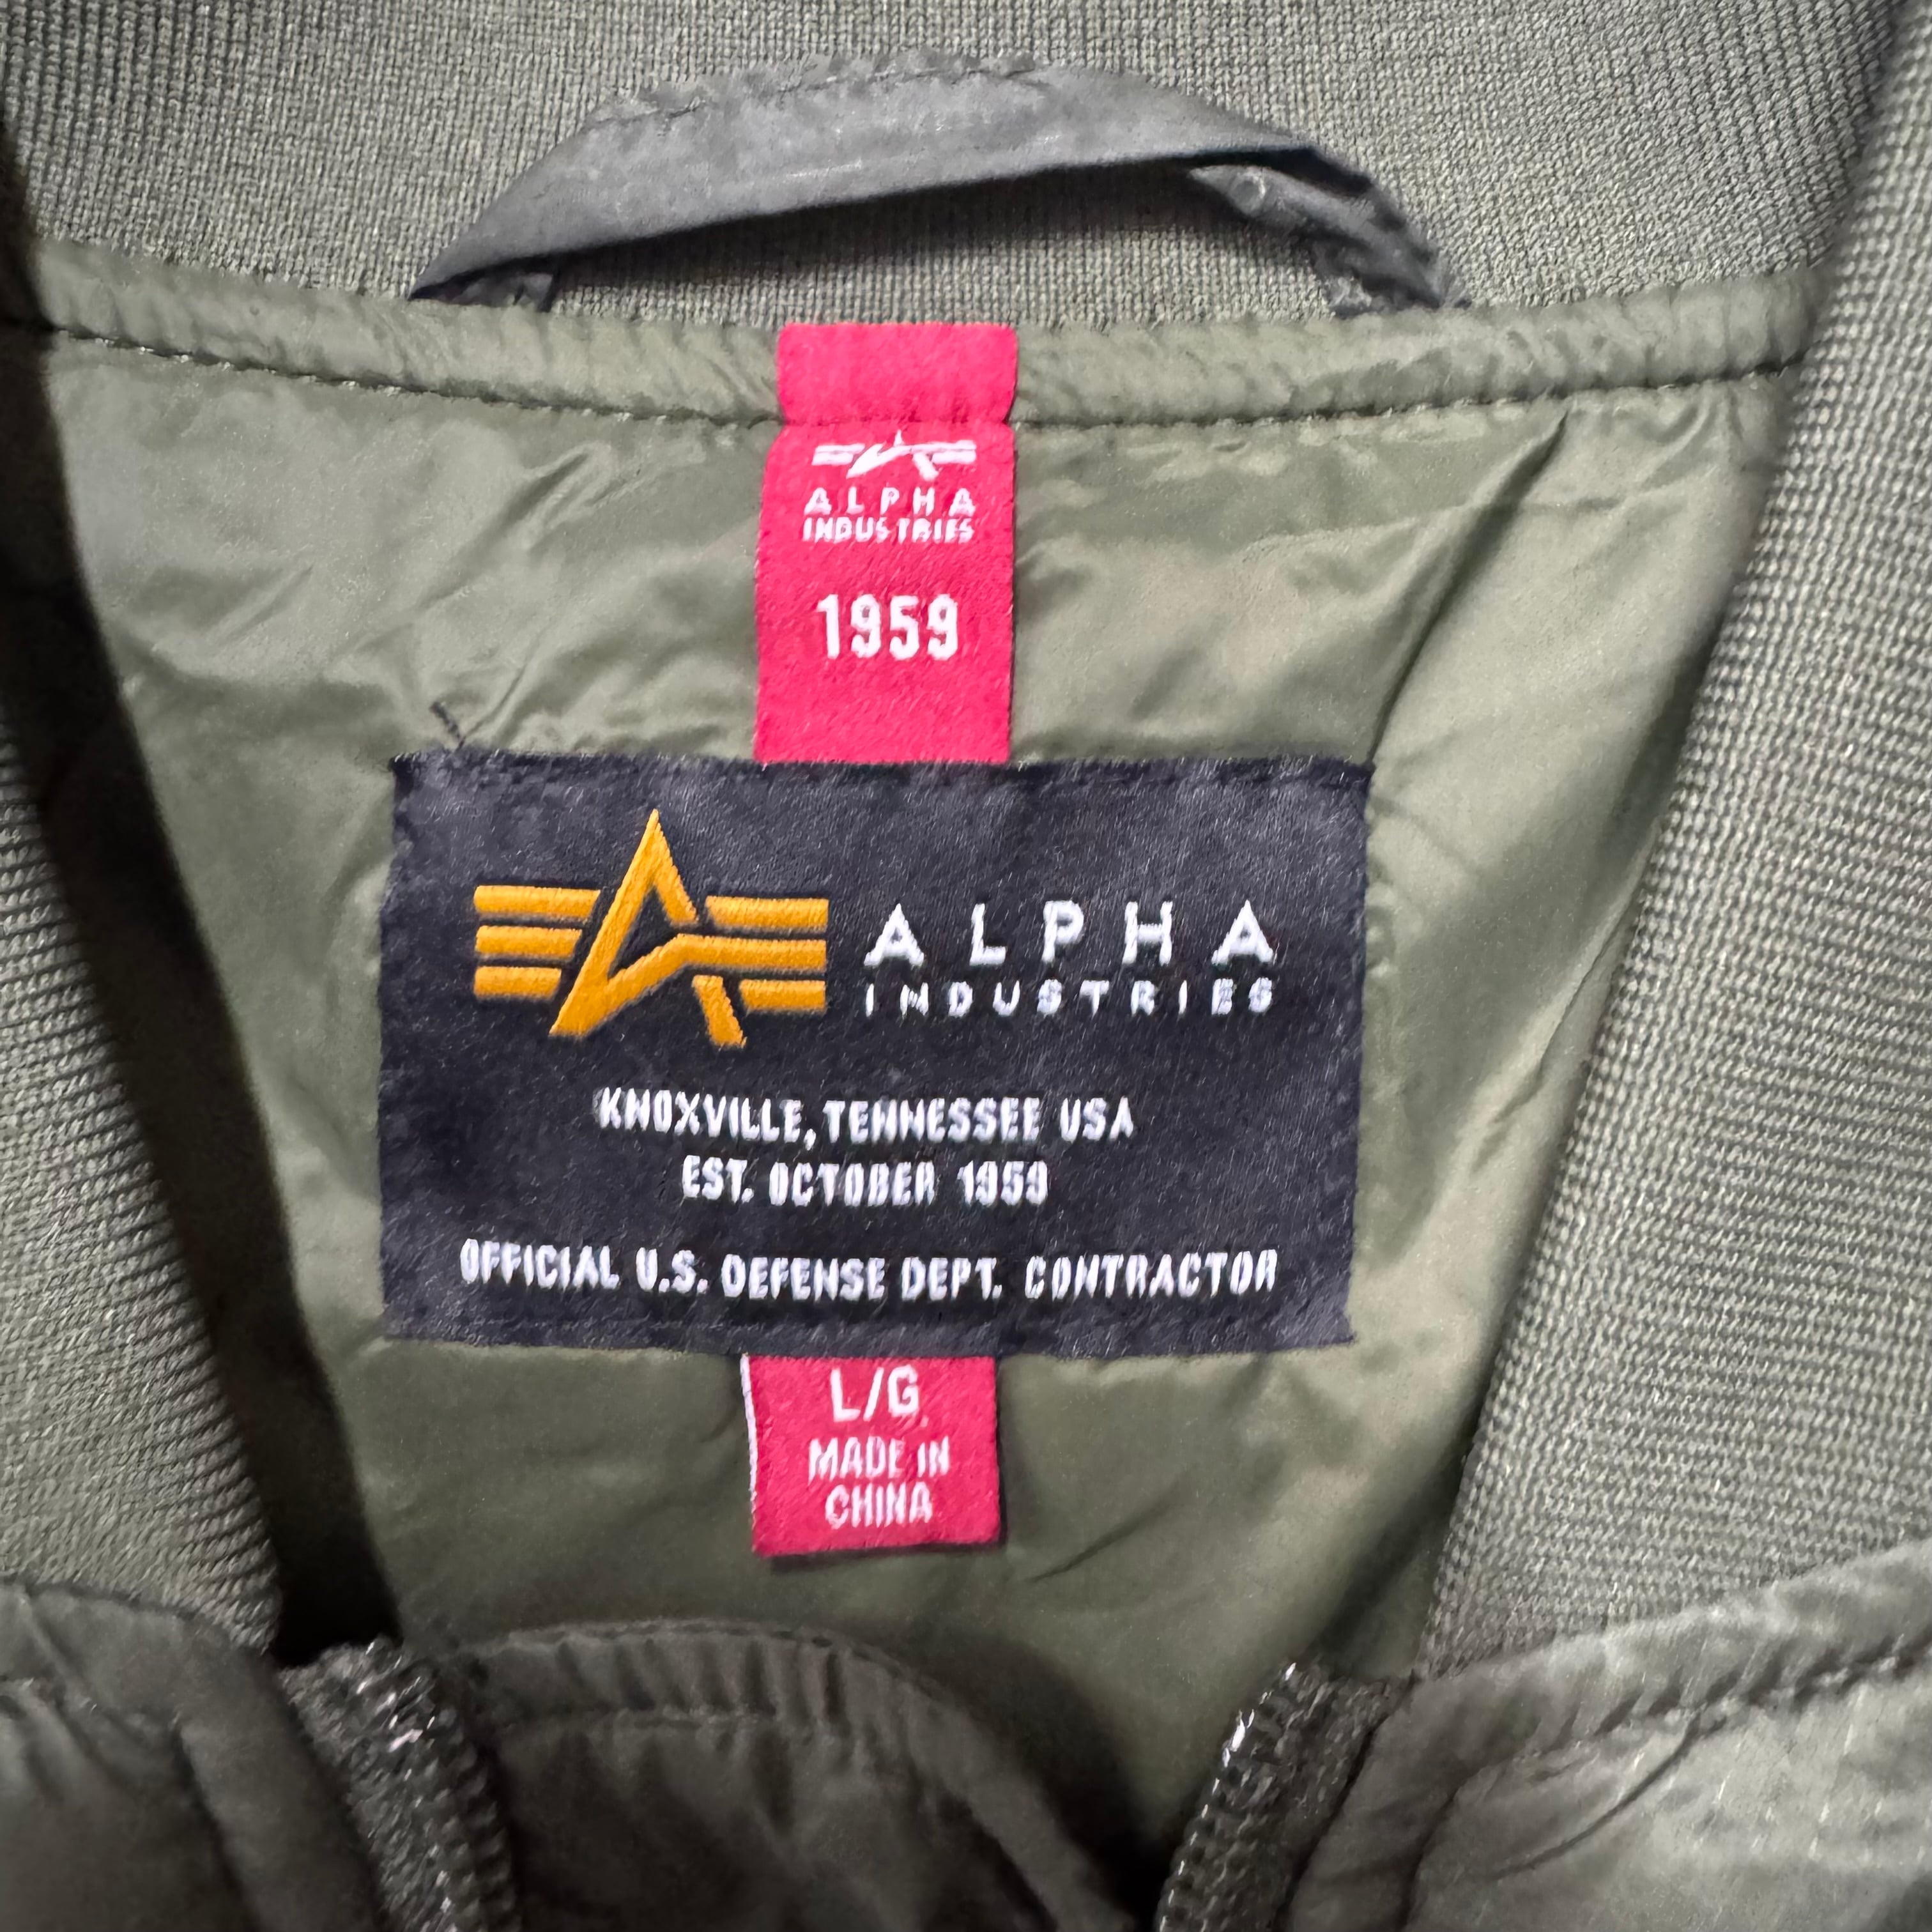 ALPHA
INDUSTRIES
1959
ALPHA
INDUSTRIES
KNOXVILLE, TENNESSEE USA
EST. OCTOBER 1959
OFFICIAL U.S. DEFENSE DEPT. CONTRACTOR
L/G
MADE IN
CHINA